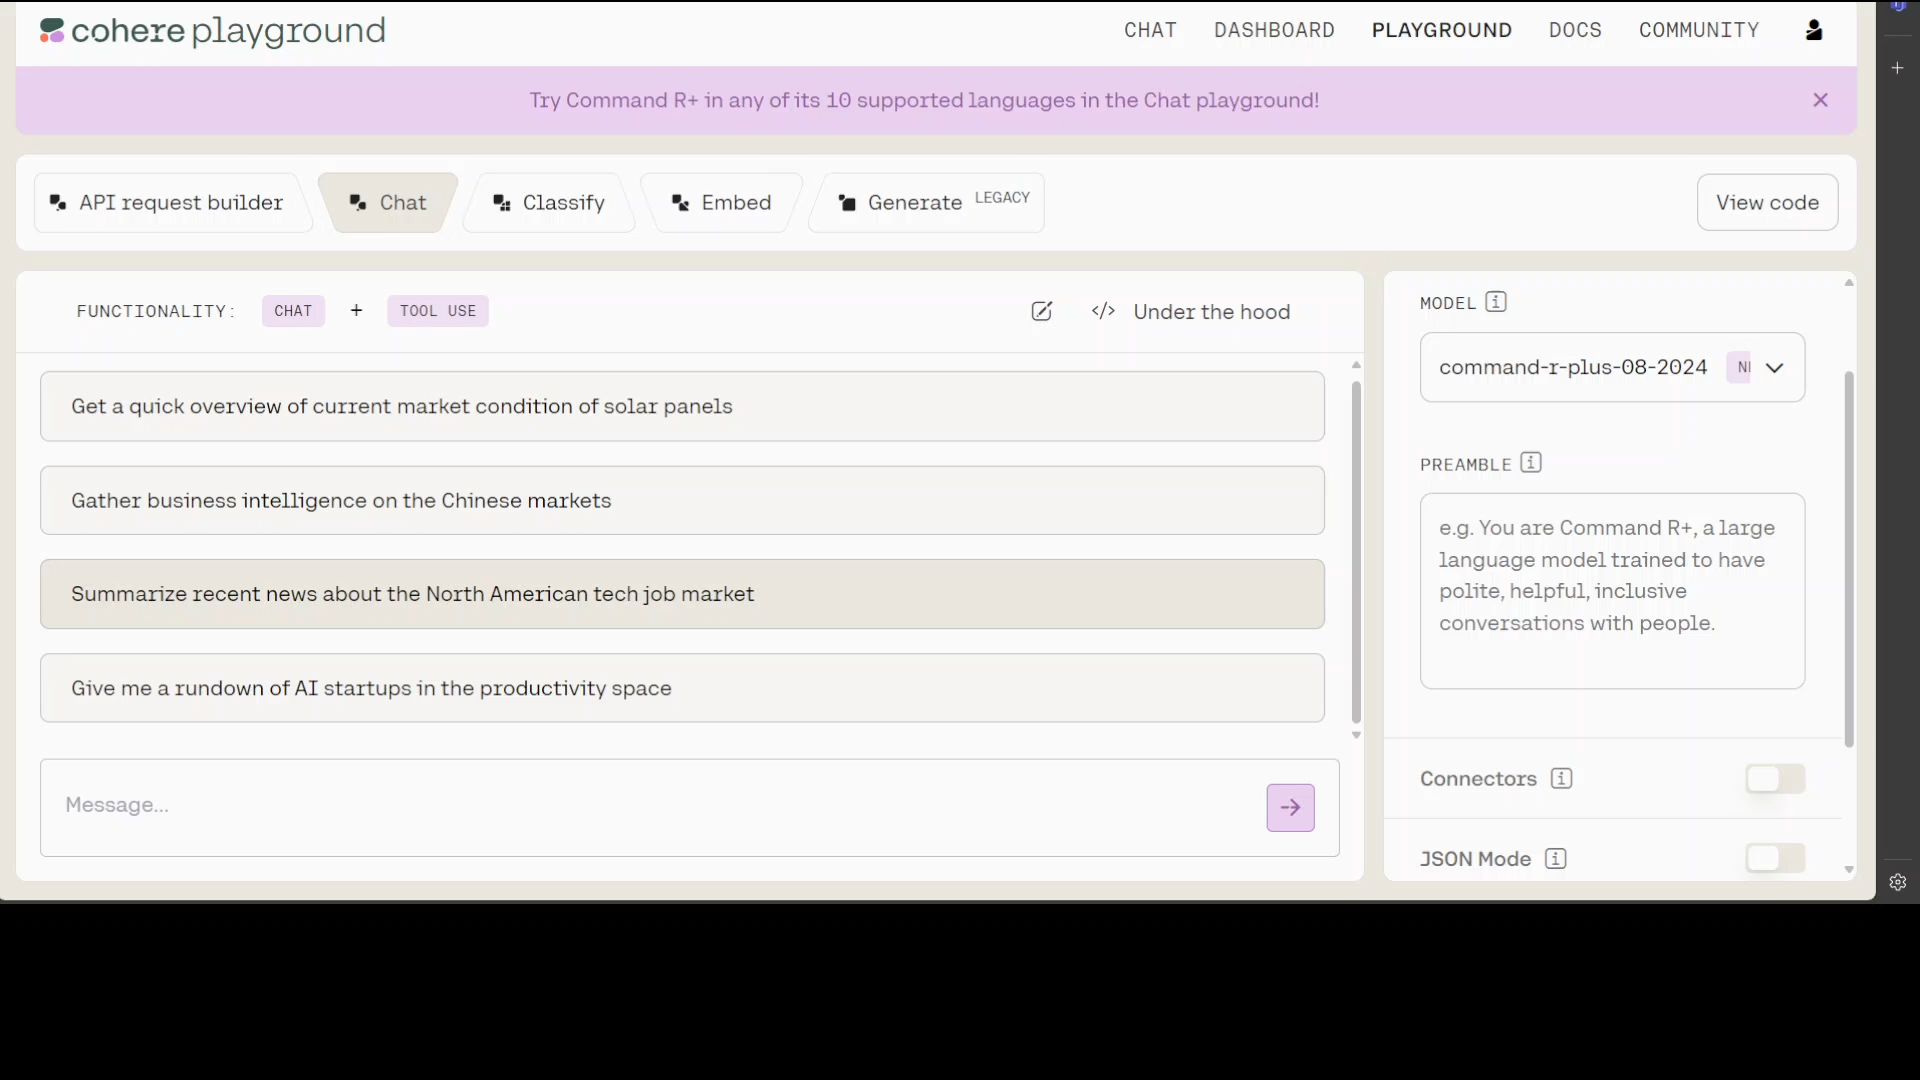 cohere playground
CHAT DASHBOARD PLAYGROUND DOCS COMMUNITY
Try Command R+ in any of its 10 supported languages in the Chat playground!
API request builder
Chat
Classify
Embed
Generate LEGACY
View code
FUNCTIONALITY: CHAT + TOOL USE
</> Under the hood
Get a quick overview of current market condition of solar panels
Gather business intelligence on the Chinese markets
Summarize recent news about the North American tech job market
Give me a rundown of AI startups in the productivity space
Message...
MODEL
command-r-plus-08-2024
PREAMBLE
e.g. You are Command R+, a large
language model trained to have
polite, helpful, inclusive
conversations with people.
Connectors
JSON Mode